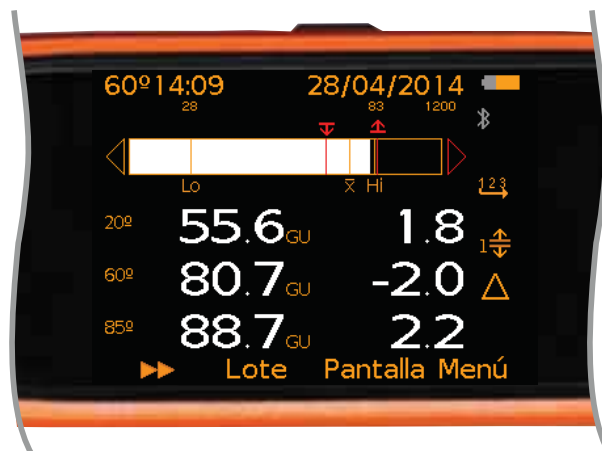 60º14:09 28/04/2014
28 83 1200
Lo x̅ Hi
123
20º 55.6GU 1.8
1
60º 80.7GU -2.0
85º 88.7GU 2.2
Lote Pantalla Menú